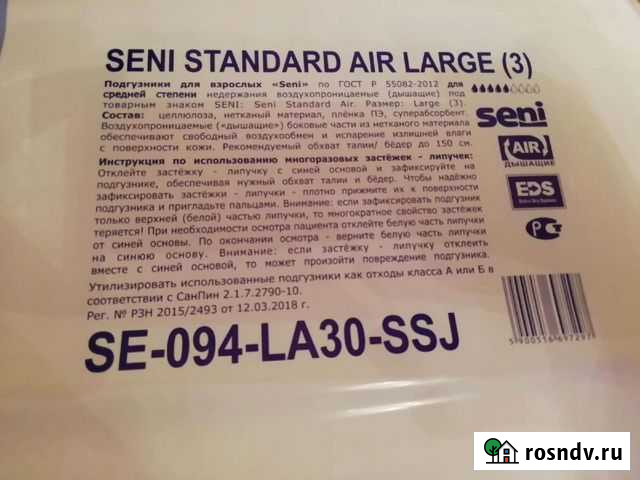 SENI STANDARD AIR LARGE (3)
Подгузники для взрослых «Seni» по ГОСТ Р 55082-2012 для
средней степени недержания воздухопроницаемые (дышащие) под
товарным знаком SENI: Seni Standard Air. Размер: Large (3).
Состав: целлюлоза, нетканый материал, плёнка ПЭ, суперабсорбент.
Воздухопроницаемые («дышащие») боковые части из нетканого материала
обеспечивают свободный воздухообмен и испарение излишней влаги
с поверхности кожи. Рекомендуемый обхват талии/ бёдер до 150 см.
Инструкция по использованию многоразовых застёжек - липучек:
Отклейте застёжку - липучку с синей основой и зафиксируйте на
подгузнике, обеспечивая нужный обхват талии и бёдер. Чтобы надёжно
зафиксировать застёжки - липучки - плотно прижмите их к поверхности
подгузника и пригладьте пальцами. Внимание: если зафиксировать подгузник
только верхней (белой) частью липучки, то многократное свойство застёжек
теряется! При необходимости осмотра пациента отклейте белую часть липучки
от синей основы. По окончании осмотра - верните белую часть липучки
на синюю основу. Внимание: если застёжку - липучку отклеить
вместе с синей основой, то может произойти повреждение подгузника.
Утилизировать использованные подгузники как отходы класса А или Б в
соответствии с СанПин 2.1.7.2790-10.
Рег. № РЗН 2015/2493 от 12.03.2018 г.
SE-094-LA30-SSJ
seni
AIR
ДЫШАЩИЕ
EDS
Extra Dry System
РСТ
5900516697297
rosndv.ru